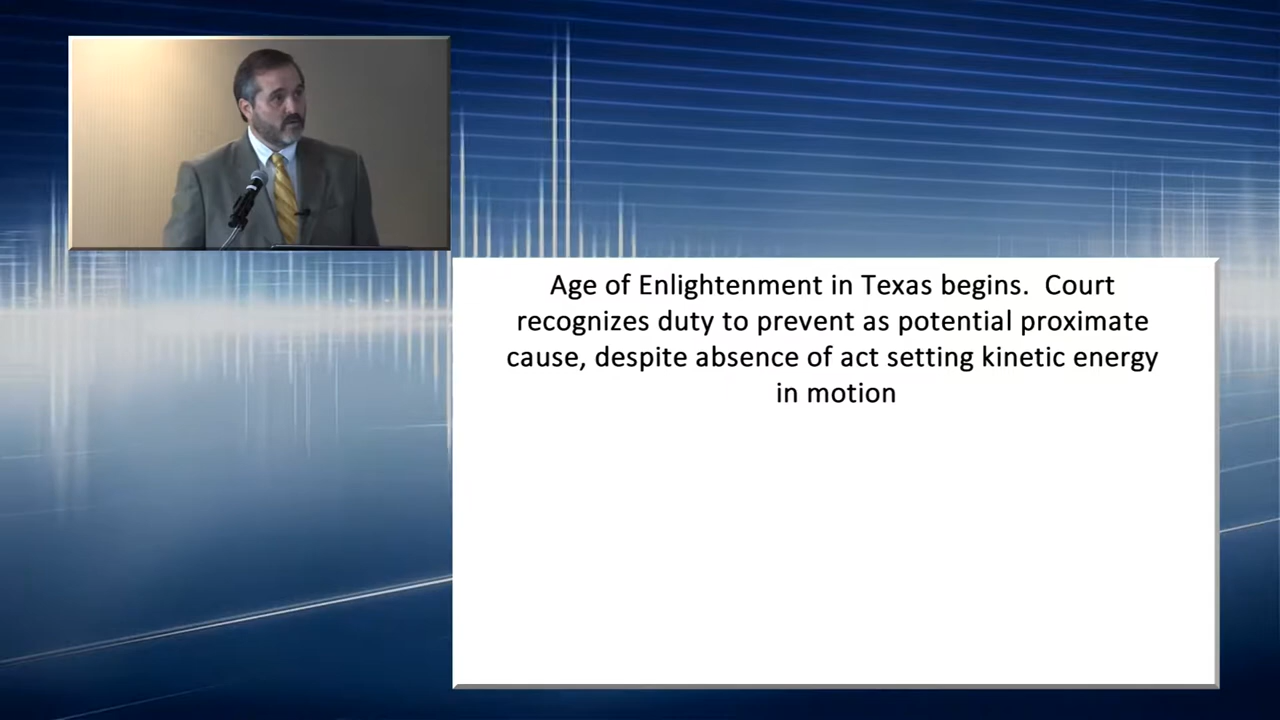 Age of Enlightenment in Texas begins.  Court
recognizes duty to prevent as potential proximate
cause, despite absence of act setting kinetic energy
in motion